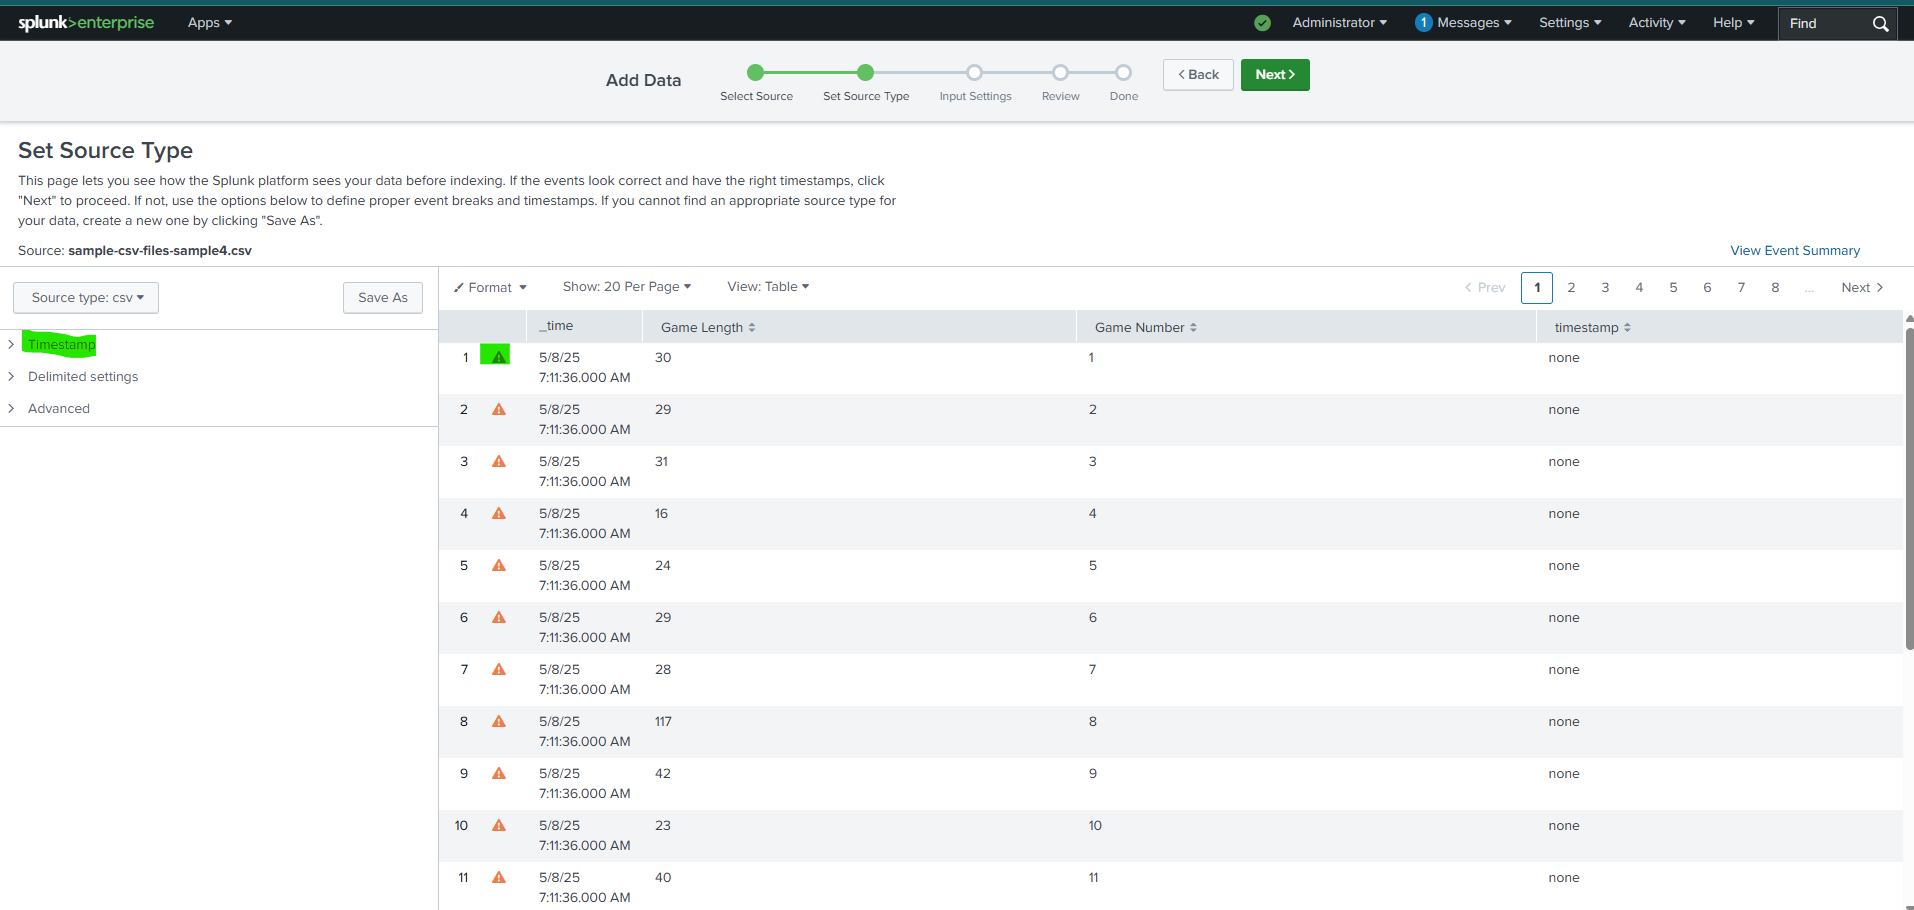 splunk>enterprise Apps Administrator 1 Messages Settings Activity Help Find
Add Data
Select Source Set Source Type Input Settings Review Done
< Back Next >
Set Source Type
This page lets you see how the Splunk platform sees your data before indexing. If the events look correct and have the right timestamps, click
"Next" to proceed. If not, use the options below to define proper event breaks and timestamps. If you cannot find an appropriate source type for
your data, create a new one by clicking "Save As".
Source: sample-csv-files-sample4.csv
View Event Summary
Source type: csv Save As
Timestamp
Delimited settings
Advanced
Format Show: 20 Per Page View: Table < Prev 1 2 3 4 5 6 7 8 ... Next >
_time Game Length Game Number timestamp
1 5/8/25 30 1 none
7:11:36.000 AM
2 5/8/25 29 2 none
7:11:36.000 AM
3 5/8/25 31 3 none
7:11:36.000 AM
4 5/8/25 16 4 none
7:11:36.000 AM
5 5/8/25 24 5 none
7:11:36.000 AM
6 5/8/25 29 6 none
7:11:36.000 AM
7 5/8/25 28 7 none
7:11:36.000 AM
8 5/8/25 117 8 none
7:11:36.000 AM
9 5/8/25 42 9 none
7:11:36.000 AM
10 5/8/25 23 10 none
7:11:36.000 AM
11 5/8/25 40 11 none
7:11:36.000 AM